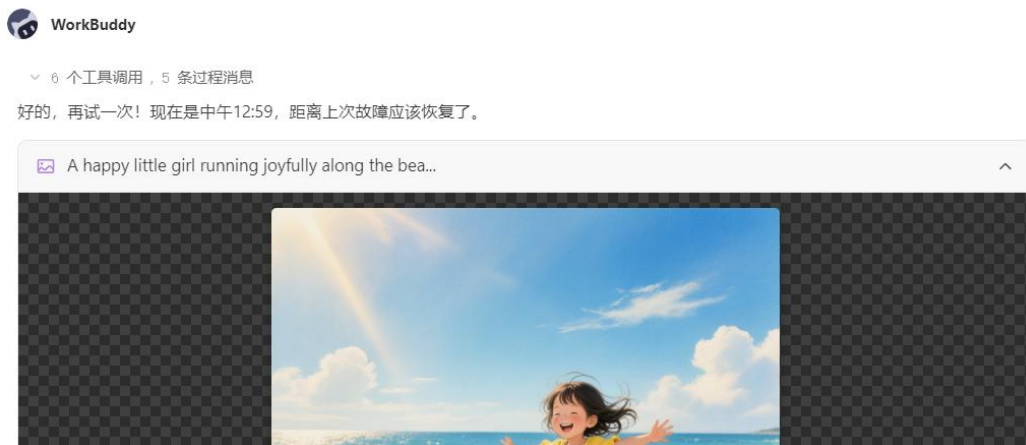 WorkBuddy
6 个工具调用 , 5 条过程消息
好的，再试一次！现在是中午12:59，距离上次故障应该恢复了。
A happy little girl running joyfully along the bea...